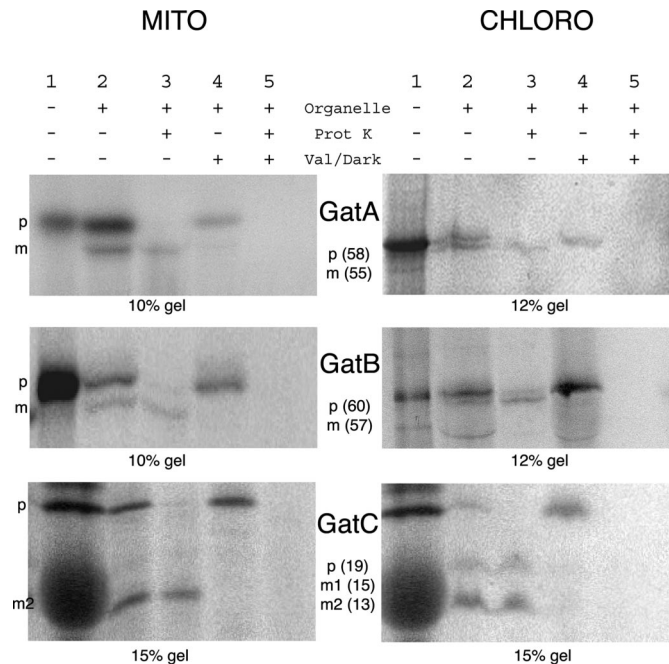 MITO CHLORO
1 2 3 4 5 1 2 3 4 5
- + + + + Organelle - + + + +
- - + - + Prot K - - + - +
- - - + + Val/Dark - - - + +
GatA
p
m
p (58)
m (55)
10% gel 12% gel
GatB
p
m
p (60)
m (57)
10% gel 12% gel
p
GatC
p (19)
m1 (15)
m2 m2 (13)
15% gel 15% gel